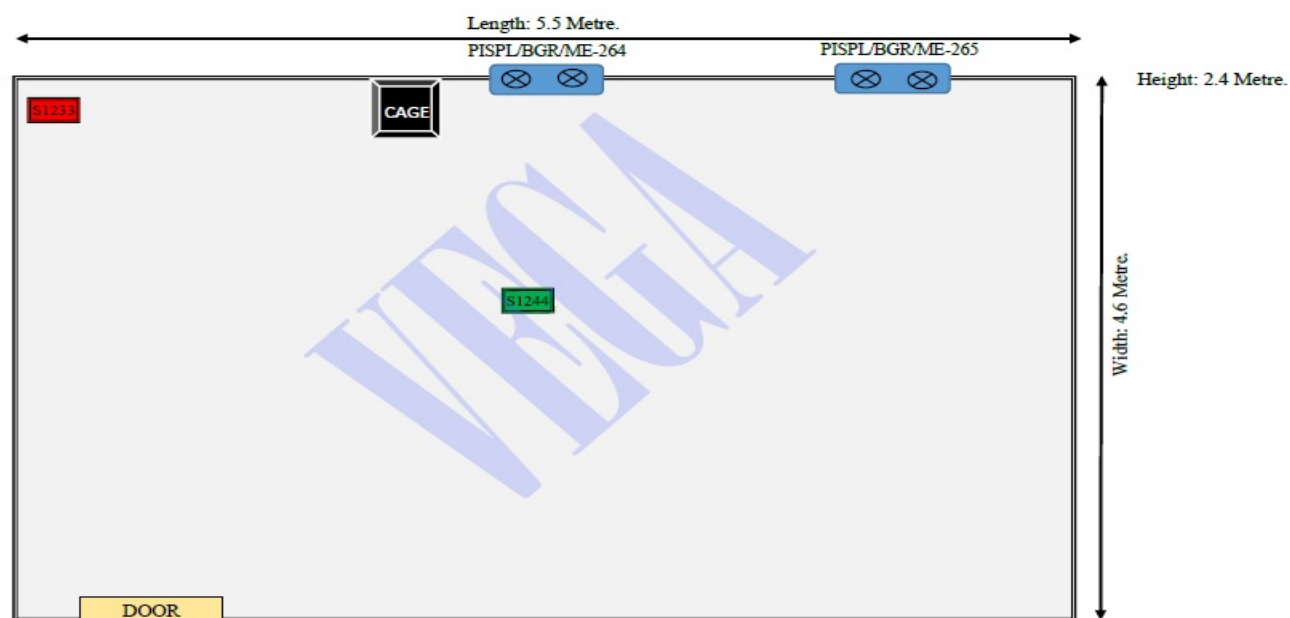 Length: 5.5 Metre.
PISPL/BGR/ME-264
PISPL/BGR/ME-265
Height: 2.4 Metre.
S1233
CAGE
VEGA
S1244
Width: 4.6 Metre.
DOOR